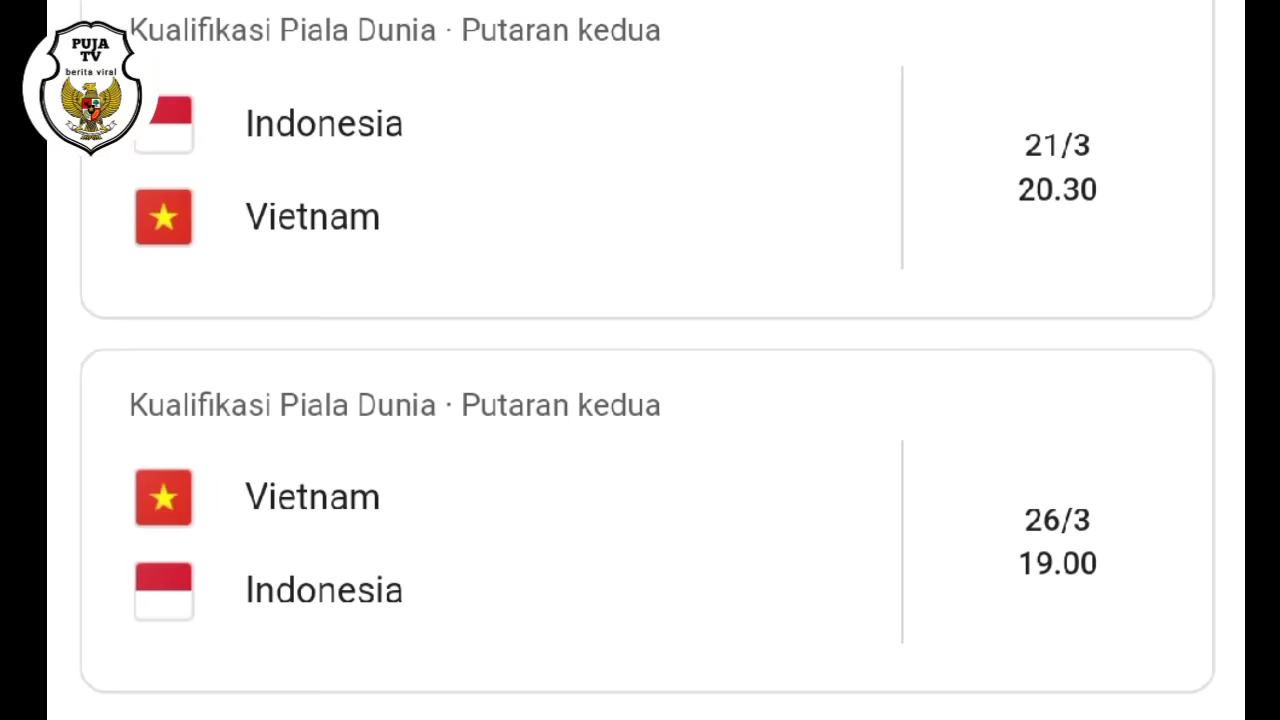 PUJA
TV
berita viral
Kualifikasi Piala Dunia · Putaran kedua
Indonesia
Vietnam
21/3
20.30
Kualifikasi Piala Dunia · Putaran kedua
Vietnam
Indonesia
26/3
19.00